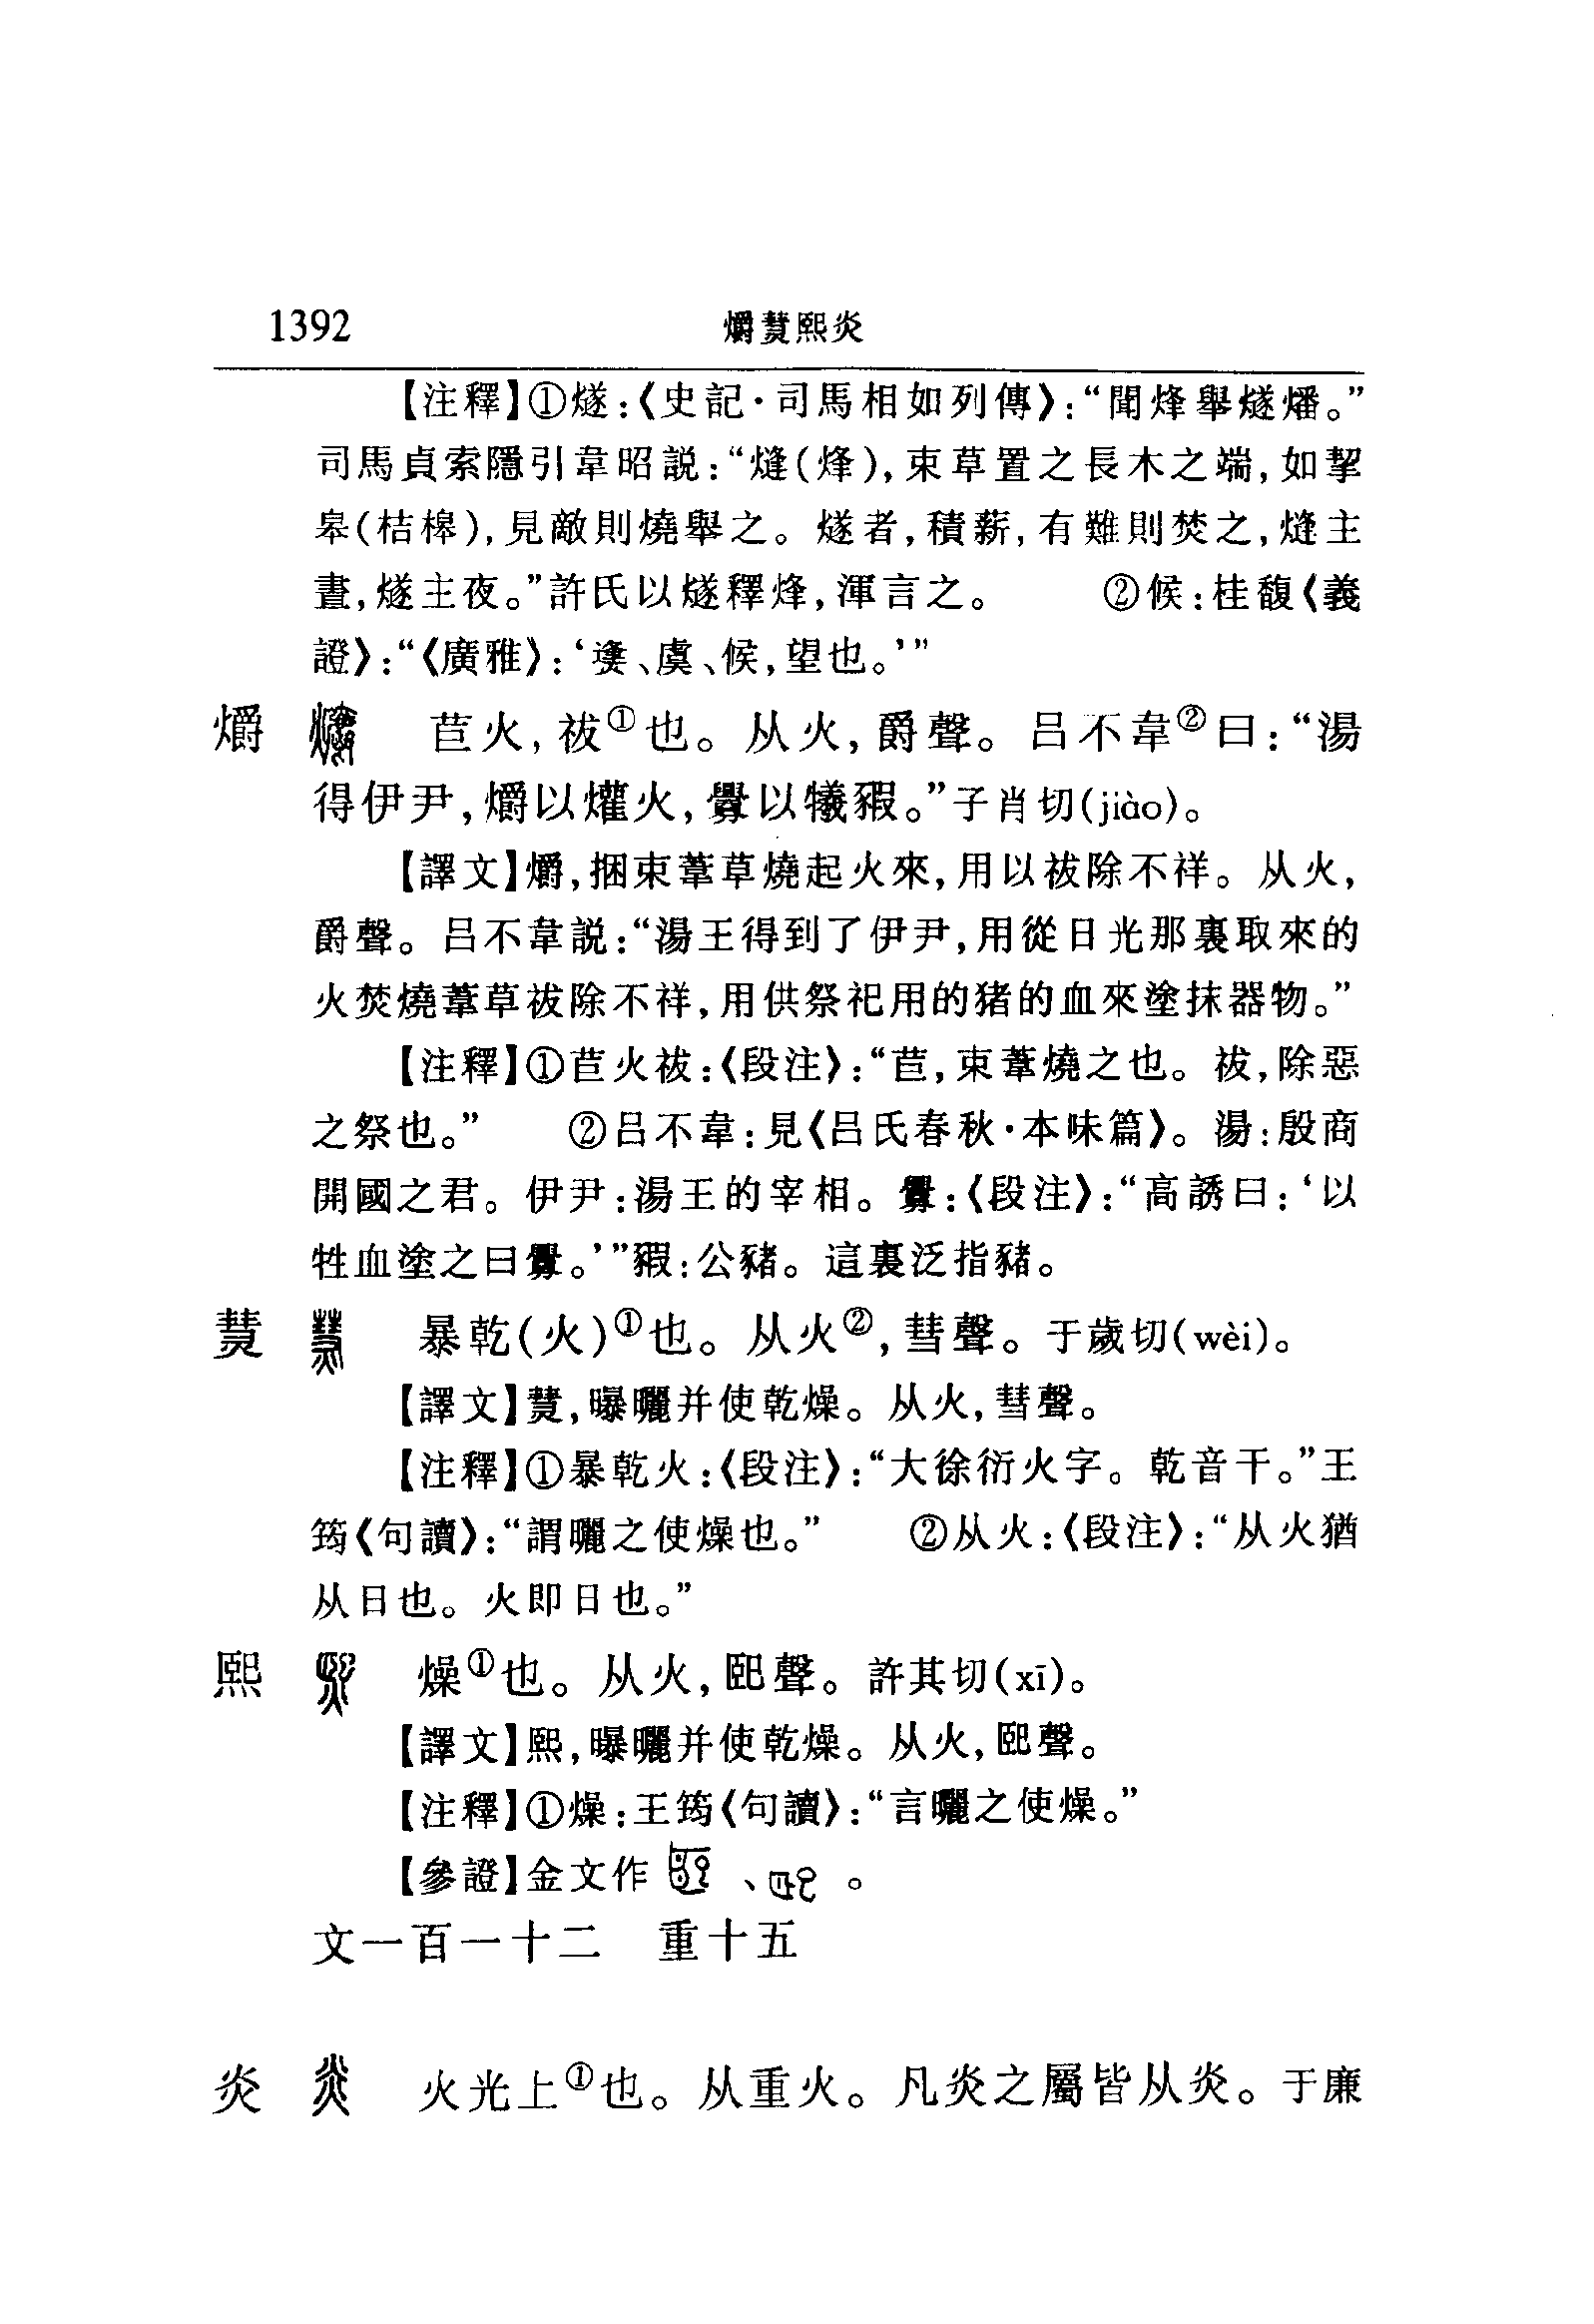 1392 爝㷉熙炎
【注釋】①燧:《史記·司馬相如列傳》:“聞烽舉燧燔。”
司馬貞索隱引韋昭説:“熢(烽),束草置之長木之端,如挈
皋(桔槔),見敵則燒舉之。燧者,積薪,有難則焚之,熢主
晝,燧主夜。”許氏以燧釋烽,渾言之。 ②候:桂馥《義
證》:“《廣雅》:‘、虞、候,望也。’”
爝 苣火,祓①也。从火,爵聲。吕不韋②曰:“湯
得伊尹,爝以爟火,釁以犧豭。”子肖切(jiào)。
【譯文】爝,捆束葦草燒起火來,用以祓除不祥。从火,
爵聲。吕不韋説:“湯王得到了伊尹,用從日光那裏取來的
火焚燒葦草祓除不祥,用供祭祀用的猪的血來塗抹器物。”
【注釋】①苣火祓:《段注》:“苣,束葦燒之也。祓,除惡
之祭也。” ②吕不韋:見《吕氏春秋·本味篇》。湯:殷商
開國之君。伊尹:湯王的宰相。釁:《段注》:“高誘曰:‘以
牲血塗之曰釁。’”豭:公豬。這裏泛指豬。
㷉 暴乾(火)①也。从火②,彗聲。于歲切(wèi)。
【譯文】㷉,曝曬并使乾燥。从火,彗聲。
【注釋】①暴乾火:《段注》:“大徐衍火字。乾音干。”王
筠《句讀》:“謂曬之使燥也。” ②从火:《段注》:“从火猶
从日也。火即日也。”
熙 燥①也。从火,巸聲。許其切(xī)。
【譯文】熙,曝曬并使乾燥。从火,巸聲。
【注釋】①燥:王筠《句讀》:“言曬之使燥。”
【參證】金文作 、 。
文一百一十二 重十五
炎 火光上①也。从重火。凡炎之屬皆从炎。于廉